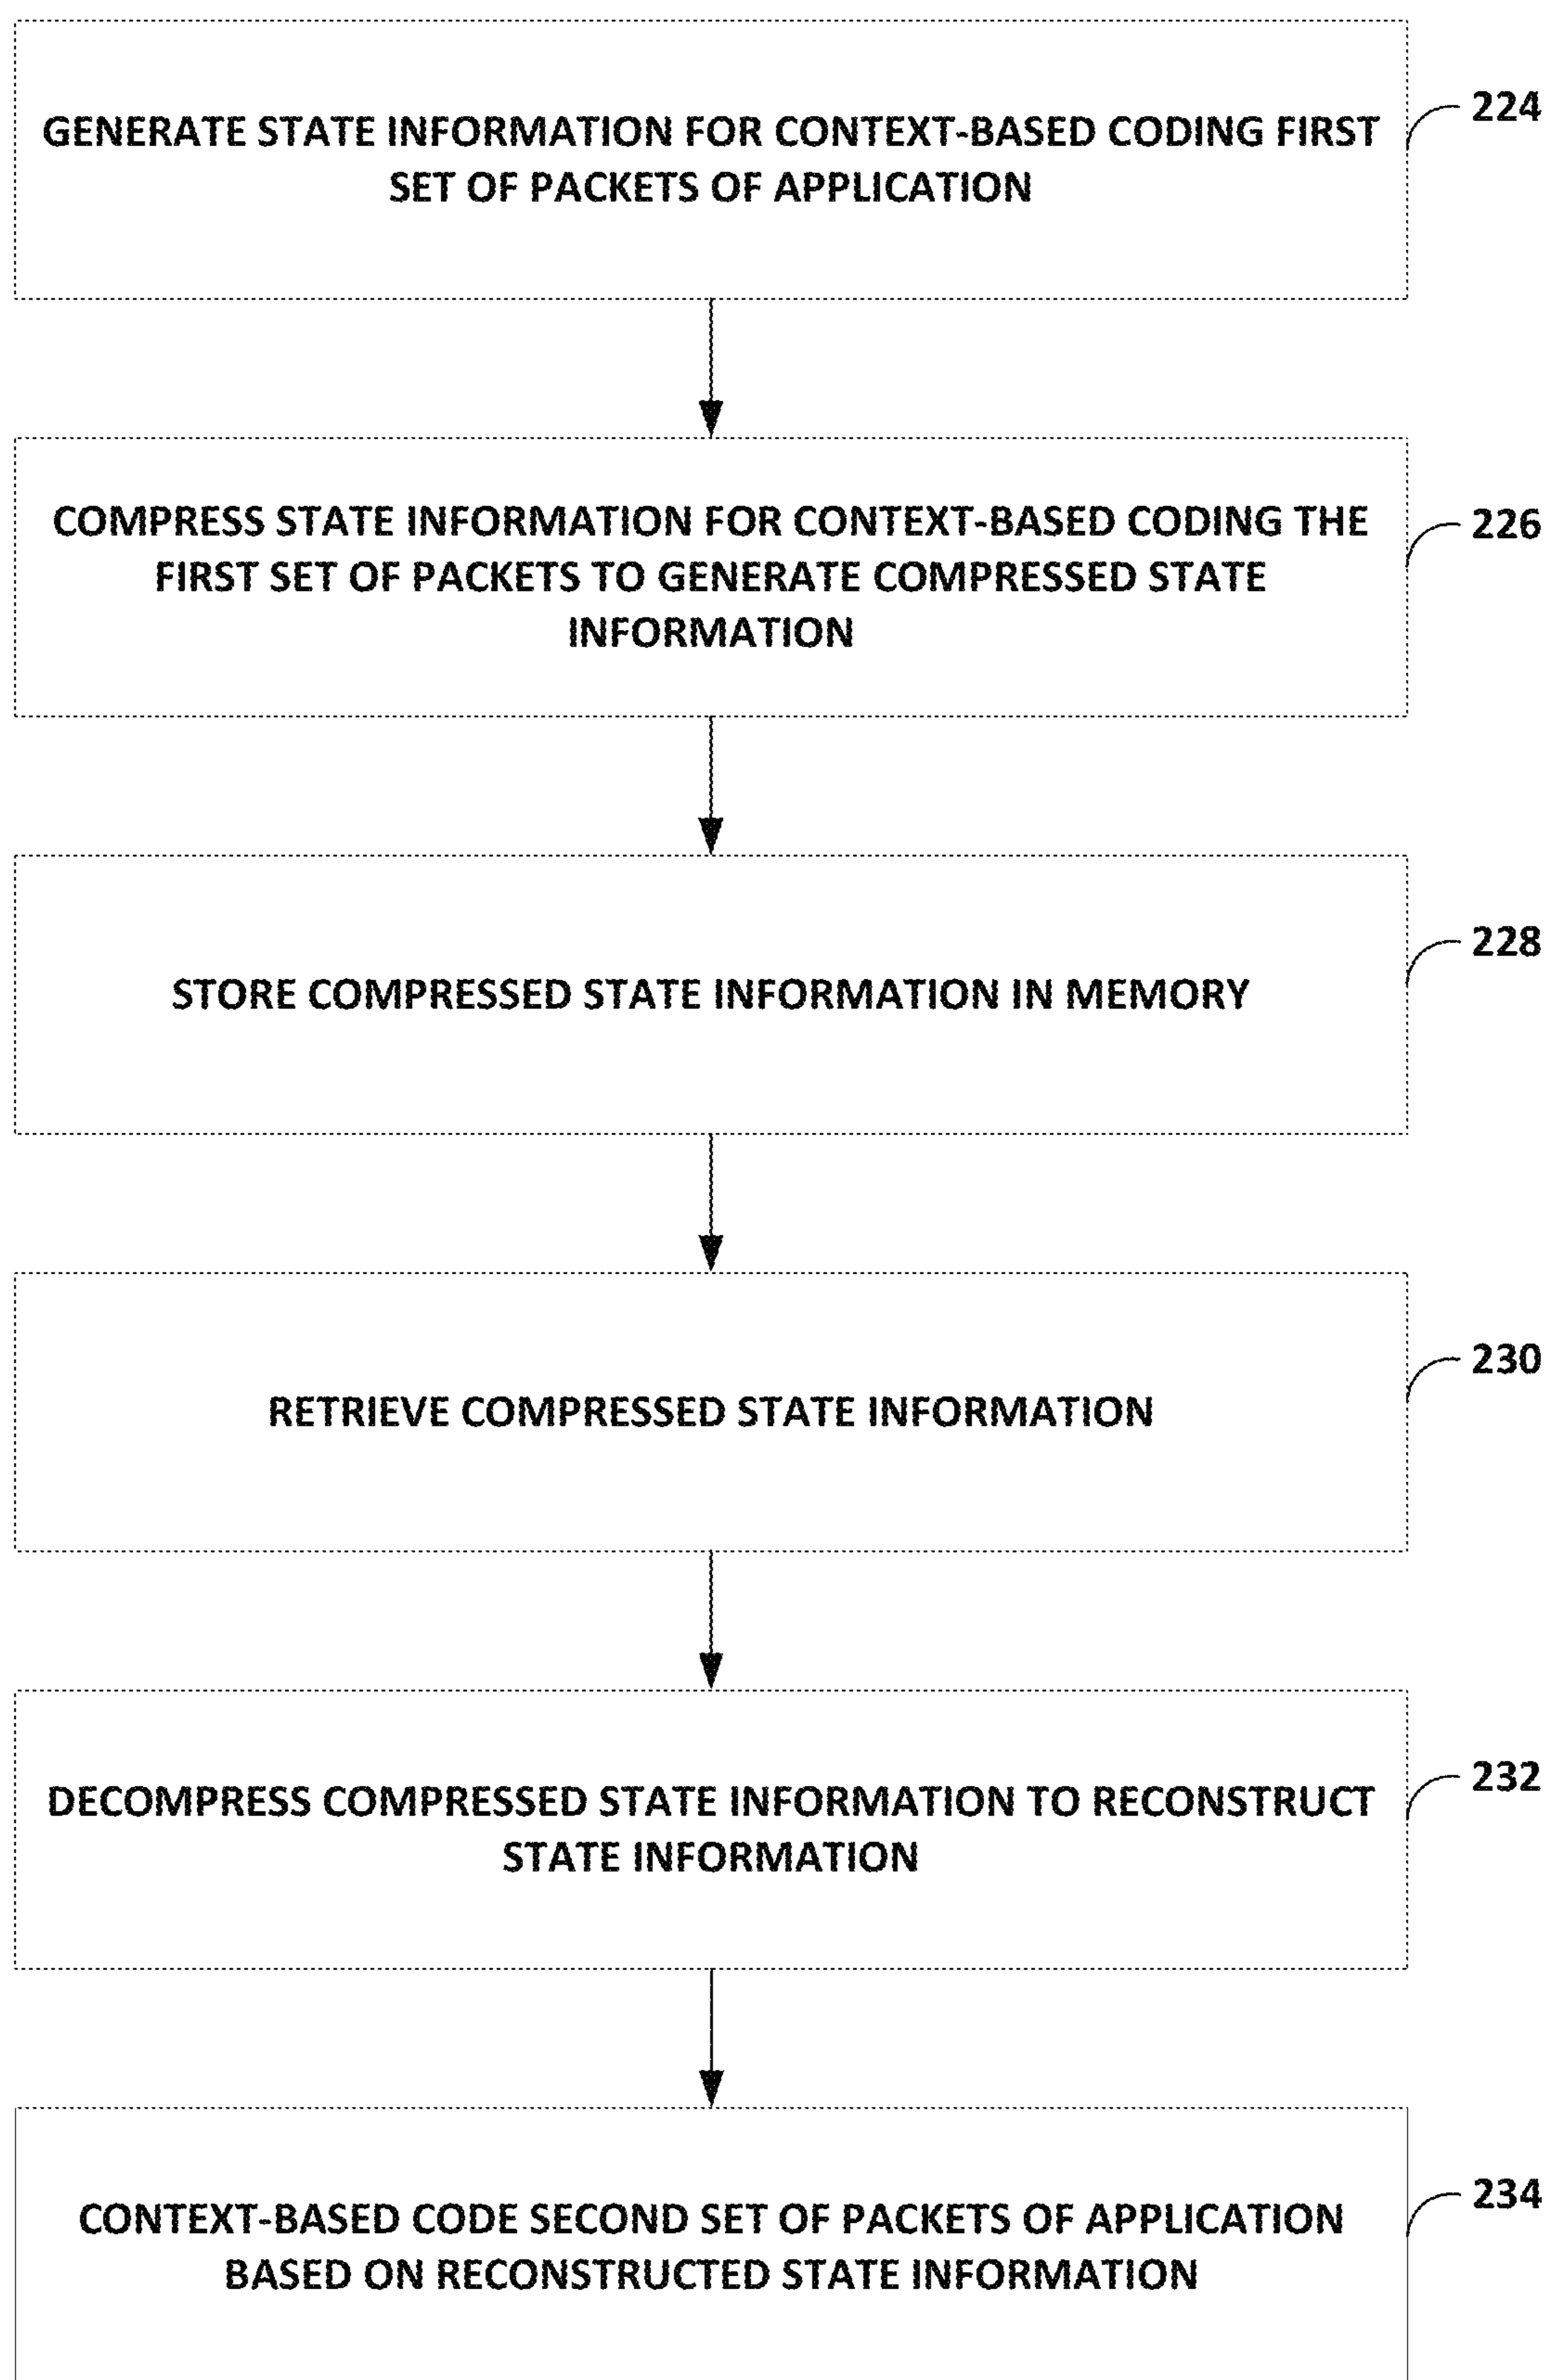 GENERATE STATE INFORMATION FOR CONTEXT-BASED CODING FIRST
SET OF PACKETS OF APPLICATION
224
COMPRESS STATE INFORMATION FOR CONTEXT-BASED CODING THE
FIRST SET OF PACKETS TO GENERATE COMPRESSED STATE
INFORMATION
226
STORE COMPRESSED STATE INFORMATION IN MEMORY
228
RETRIEVE COMPRESSED STATE INFORMATION
230
DECOMPRESS COMPRESSED STATE INFORMATION TO RECONSTRUCT
STATE INFORMATION
232
CONTEXT-BASED CODE SECOND SET OF PACKETS OF APPLICATION
BASED ON RECONSTRUCTED STATE INFORMATION
234